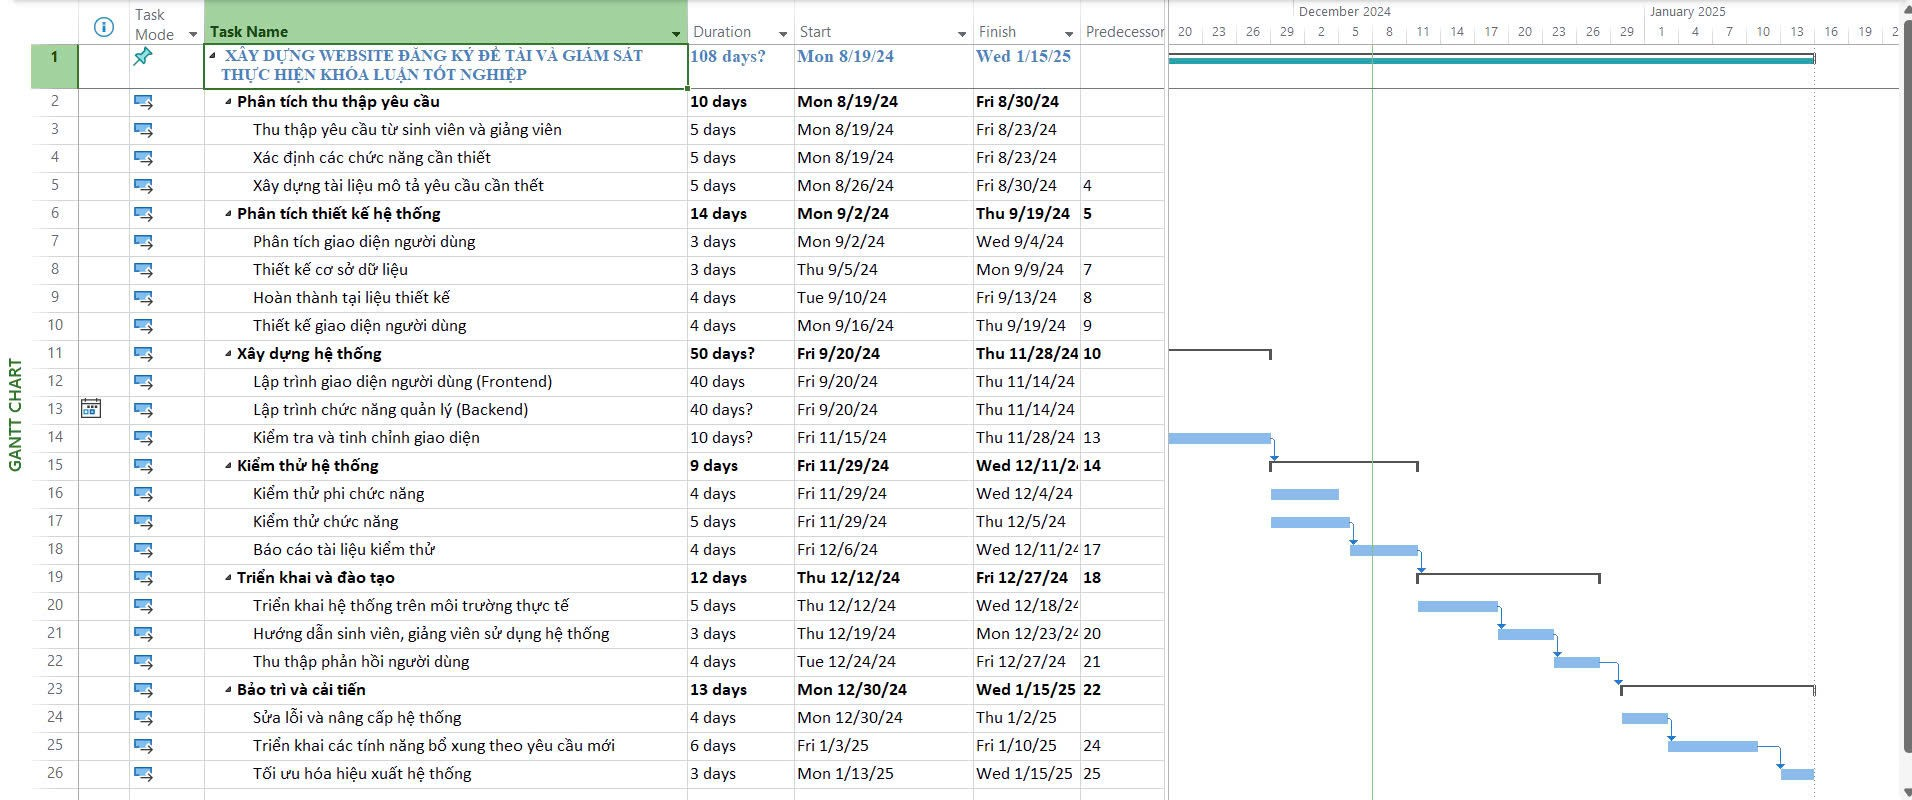 December 2024 January 2025
Task Mode Task Name Duration Start Finish Predecessor 20 23 26 29 2 5 8 11 14 17 20 23 26 29 1 4 7 10 13 16 19 2
1 XÂY DỰNG WEBSITE ĐĂNG KÝ ĐỀ TÀI VÀ GIÁM SÁT 108 days? Mon 8/19/24 Wed 1/15/25
THỰC HIỆN KHÓA LUẬN TỐT NGHIỆP
2 Phân tích thu thập yêu cầu 10 days Mon 8/19/24 Fri 8/30/24
3 Thu thập yêu cầu từ sinh viên và giảng viên 5 days Mon 8/19/24 Fri 8/23/24
4 Xác định các chức năng cần thiết 5 days Mon 8/19/24 Fri 8/23/24
5 Xây dựng tài liệu mô tả yêu cầu cần thết 5 days Mon 8/26/24 Fri 8/30/24 4
6 Phân tích thiết kế hệ thống 14 days Mon 9/2/24 Thu 9/19/24 5
7 Phân tích giao diện người dùng 3 days Mon 9/2/24 Wed 9/4/24
8 Thiết kế cơ sở dữ liệu 3 days Thu 9/5/24 Mon 9/9/24 7
9 Hoàn thành tại liệu thiết kế 4 days Tue 9/10/24 Fri 9/13/24 8
10 Thiết kế giao diện người dùng 4 days Mon 9/16/24 Thu 9/19/24 9
11 Xây dựng hệ thống 50 days? Fri 9/20/24 Thu 11/28/24 10
12 Lập trình giao diện người dùng (Frontend) 40 days Fri 9/20/24 Thu 11/14/24
13 Lập trình chức năng quản lý (Backend) 40 days? Fri 9/20/24 Thu 11/14/24
14 Kiểm tra và tinh chỉnh giao diện 10 days? Fri 11/15/24 Thu 11/28/24 13
15 Kiểm thử hệ thống 9 days Fri 11/29/24 Wed 12/11/24 14
16 Kiểm thử phi chức năng 4 days Fri 11/29/24 Wed 12/4/24
17 Kiểm thử chức năng 5 days Fri 11/29/24 Thu 12/5/24
18 Báo cáo tài liệu kiểm thử 4 days Fri 12/6/24 Wed 12/11/24 17
19 Triển khai và đào tạo 12 days Thu 12/12/24 Fri 12/27/24 18
20 Triển khai hệ thống trên môi trường thực tế 5 days Thu 12/12/24 Wed 12/18/24
21 Hướng dẫn sinh viên, giảng viên sử dụng hệ thống 3 days Thu 12/19/24 Mon 12/23/24 20
22 Thu thập phản hồi người dùng 4 days Tue 12/24/24 Fri 12/27/24 21
23 Bảo trì và cải tiến 13 days Mon 12/30/24 Wed 1/15/25 22
24 Sửa lỗi và nâng cấp hệ thống 4 days Mon 12/30/24 Thu 1/2/25
25 Triển khai các tính năng bổ xung theo yêu cầu mới 6 days Fri 1/3/25 Fri 1/10/25 24
26 Tối ưu hóa hiệu xuất hệ thống 3 days Mon 1/13/25 Wed 1/15/25 25
GANTT CHART